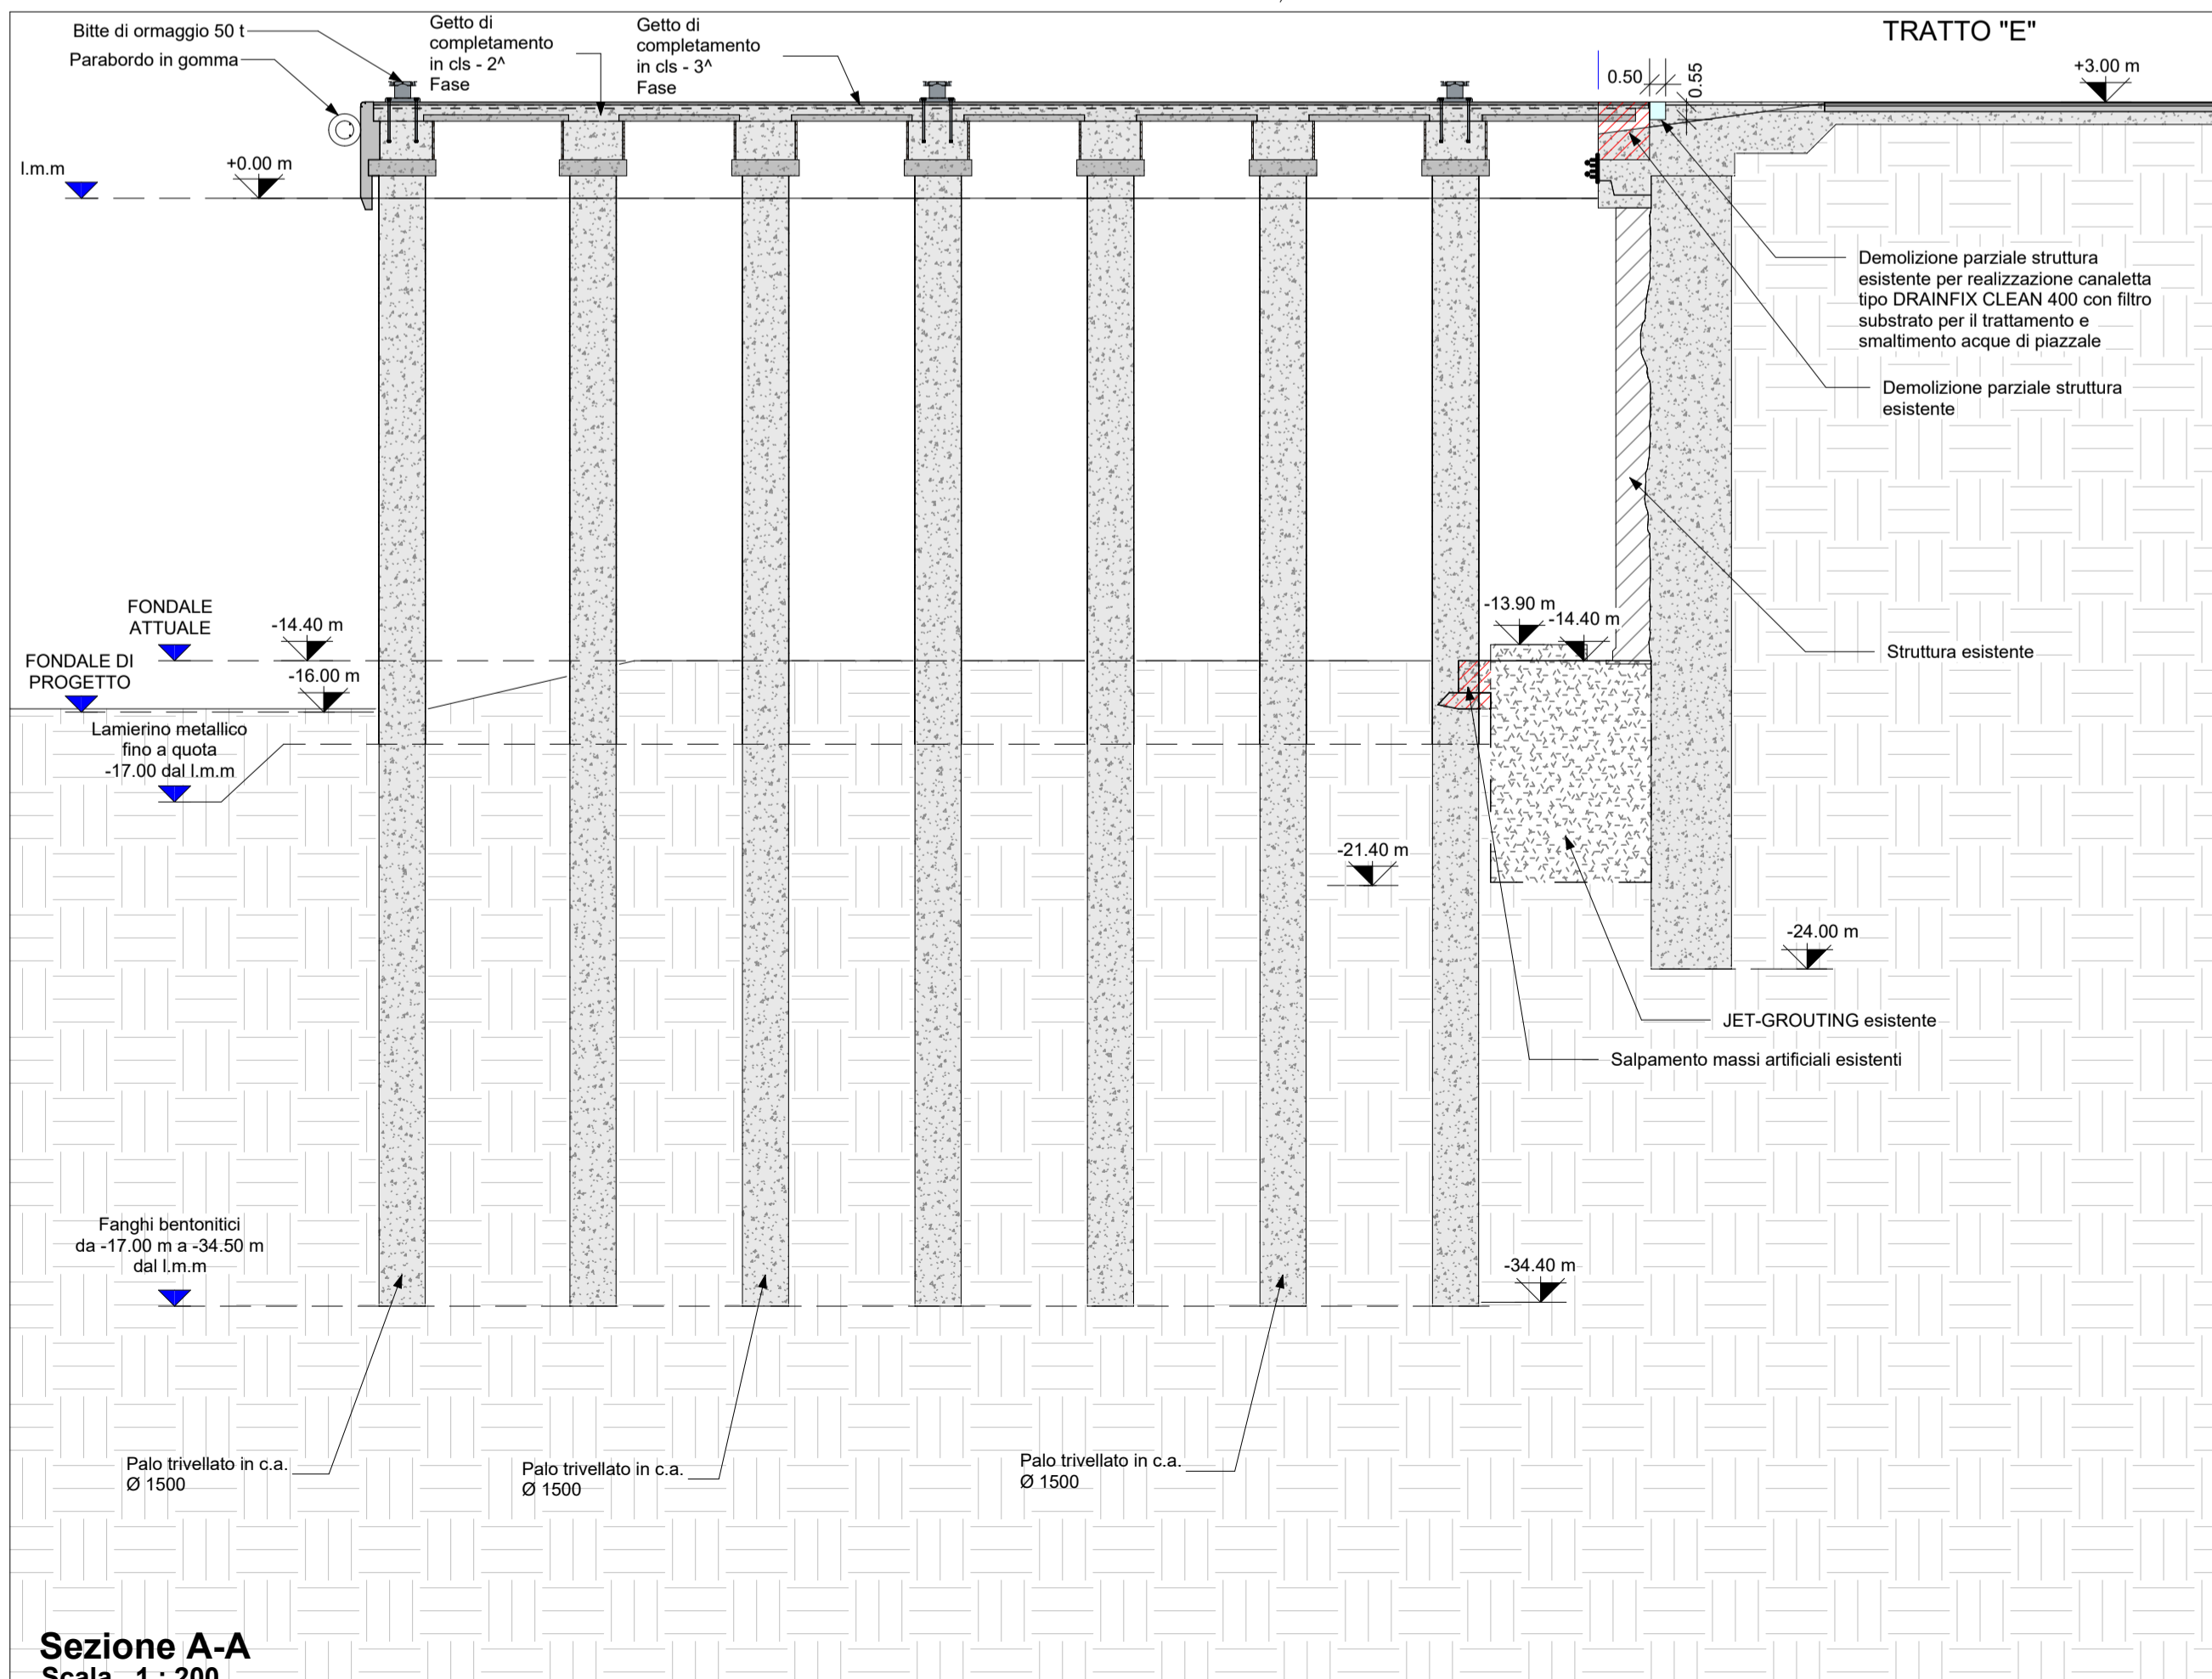 TRATTO "E"
Bitte di ormaggio 50 t
Parabordo in gomma
Getto di
completamento
in cls - 2^
Fase
Getto di
completamento
in cls - 3^
Fase
0.50
0.55
+3.00 m
l.m.m
+0.00 m
Demolizione parziale struttura
esistente per realizzazione canaletta
tipo DRAINFIX CLEAN 400 con filtro
substrato per il trattamento e
smaltimento acque di piazzale
Demolizione parziale struttura
esistente
FONDALE
ATTUALE
-14.40 m
-13.90 m
-14.40 m
Struttura esistente
FONDALE DI
PROGETTO
-16.00 m
Lamierino metallico
fino a quota
-17.00 dal l.m.m
-21.40 m
-24.00 m
JET-GROUTING esistente
Salpamento massi artificiali esistenti
Fanghi bentonitici
da -17.00 m a -34.50 m
dal l.m.m
-34.40 m
Palo trivellato in c.a.
Ø 1500
Palo trivellato in c.a.
Ø 1500
Palo trivellato in c.a.
Ø 1500
Sezione A-A
Scala 1 : 200